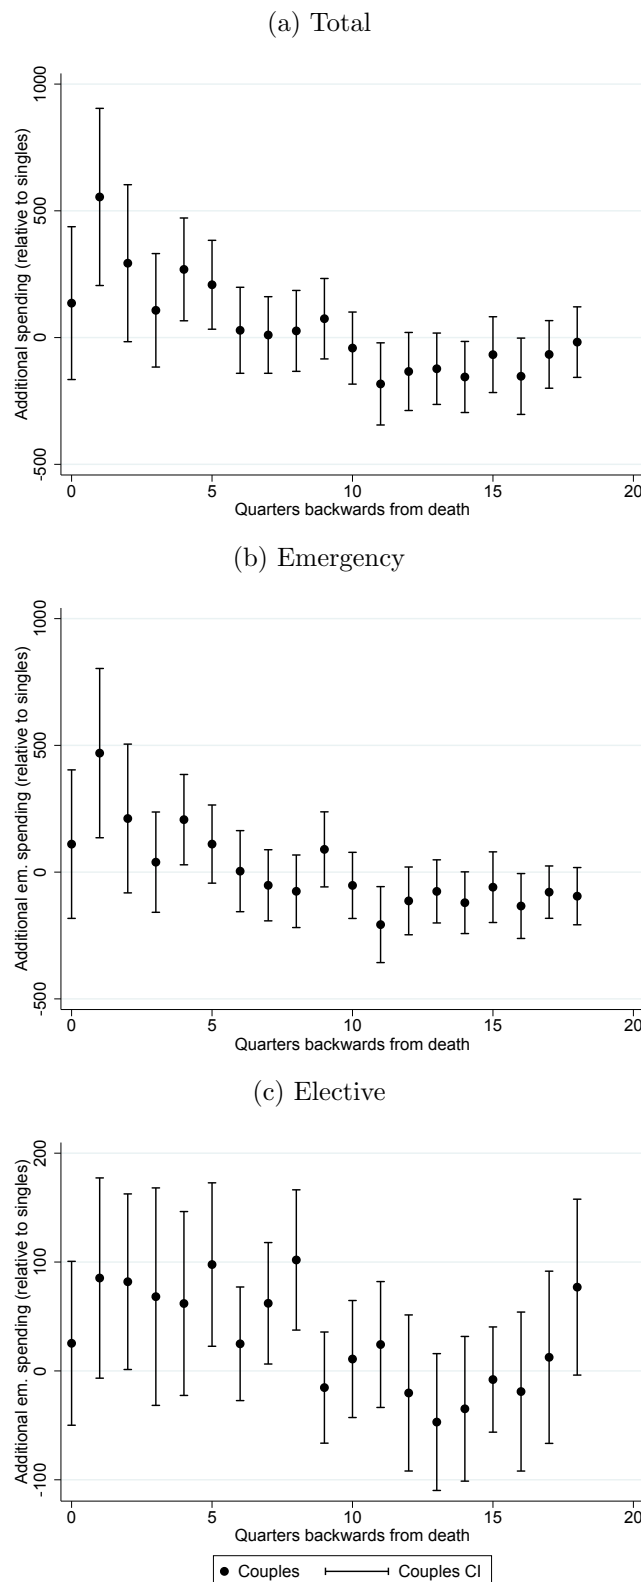 (a) Total
Additional spending (relative to singles)
1000
500
0
-500
0 5 10 15 20
Quarters backwards from death
(b) Emergency
Additional em. spending (relative to singles)
1000
500
0
-500
0 5 10 15 20
Quarters backwards from death
(c) Elective
Additional em. spending (relative to singles)
200
100
0
-100
0 5 10 15 20
Quarters backwards from death
Couples Couples CI